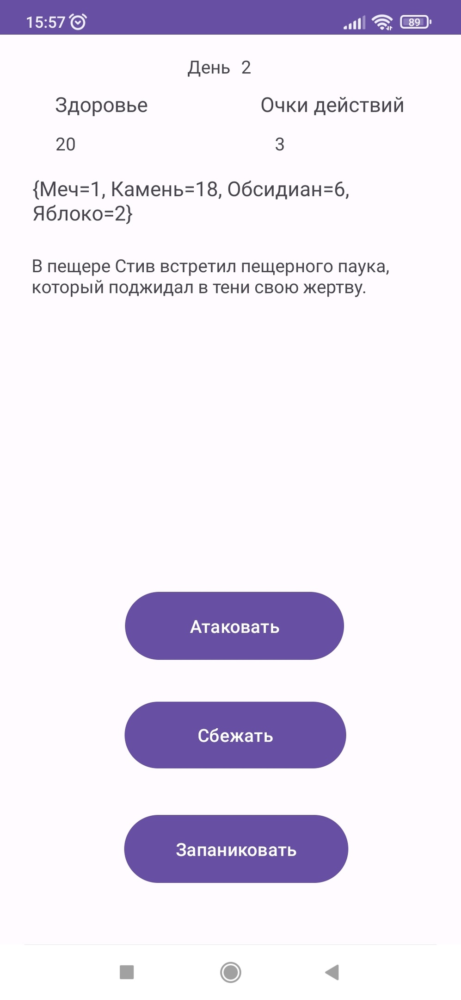 15:57
89
День 2
Здоровье Очки действий
20 3
{Меч=1, Камень=18, Обсидиан=6,
Яблоко=2}
В пещере Стив встретил пещерного паука,
который поджидал в тени свою жертву.
Атаковать
Сбежать
Запаниковать